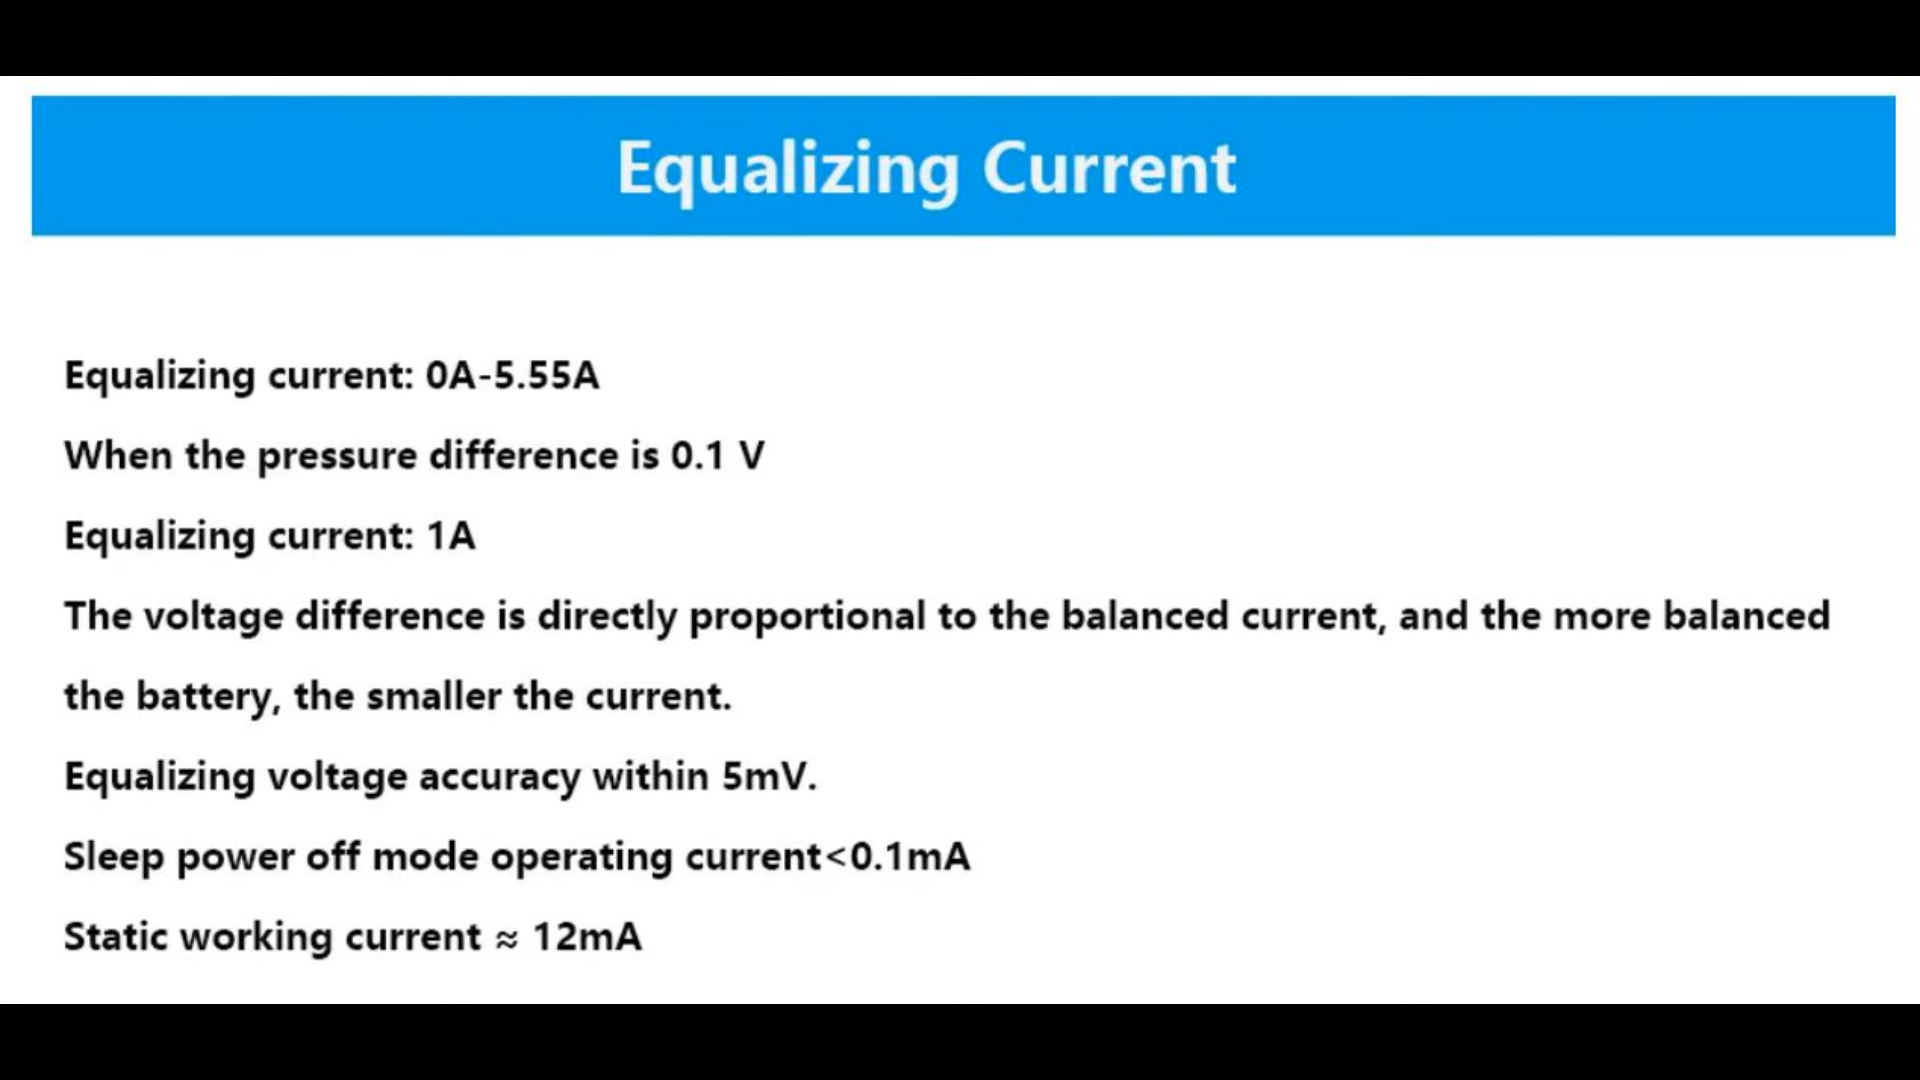 Equalizing Current
Equalizing current: 0A-5.55A
When the pressure difference is 0.1 V
Equalizing current: 1A
The voltage difference is directly proportional to the balanced current, and the more balanced
the battery, the smaller the current.
Equalizing voltage accuracy within 5mV.
Sleep power off mode operating current<0.1mA
Static working current ≈ 12mA